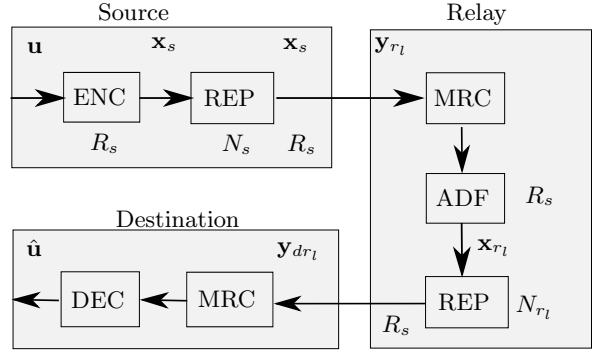 Source
Relay
u
x_s
x_s
y_{r_l}
ENC
REP
MRC
R_s
N_s
R_s
ADF
R_s
Destination
x_{r_l}
û
y_{dr_l}
DEC
MRC
REP
N_{r_l}
R_s